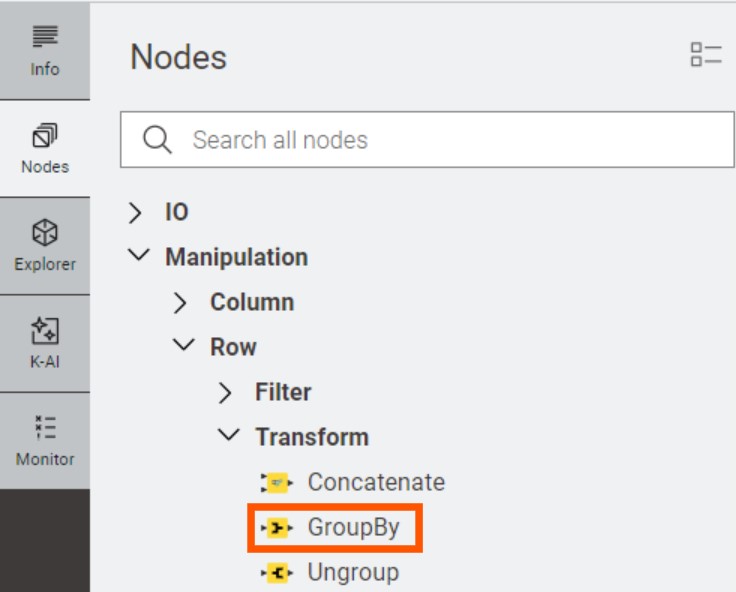 Info
Nodes
Explorer
K-AI
Monitor
Nodes
Search all nodes
IO
Manipulation
Column
Row
Filter
Transform
Concatenate
GroupBy
Ungroup